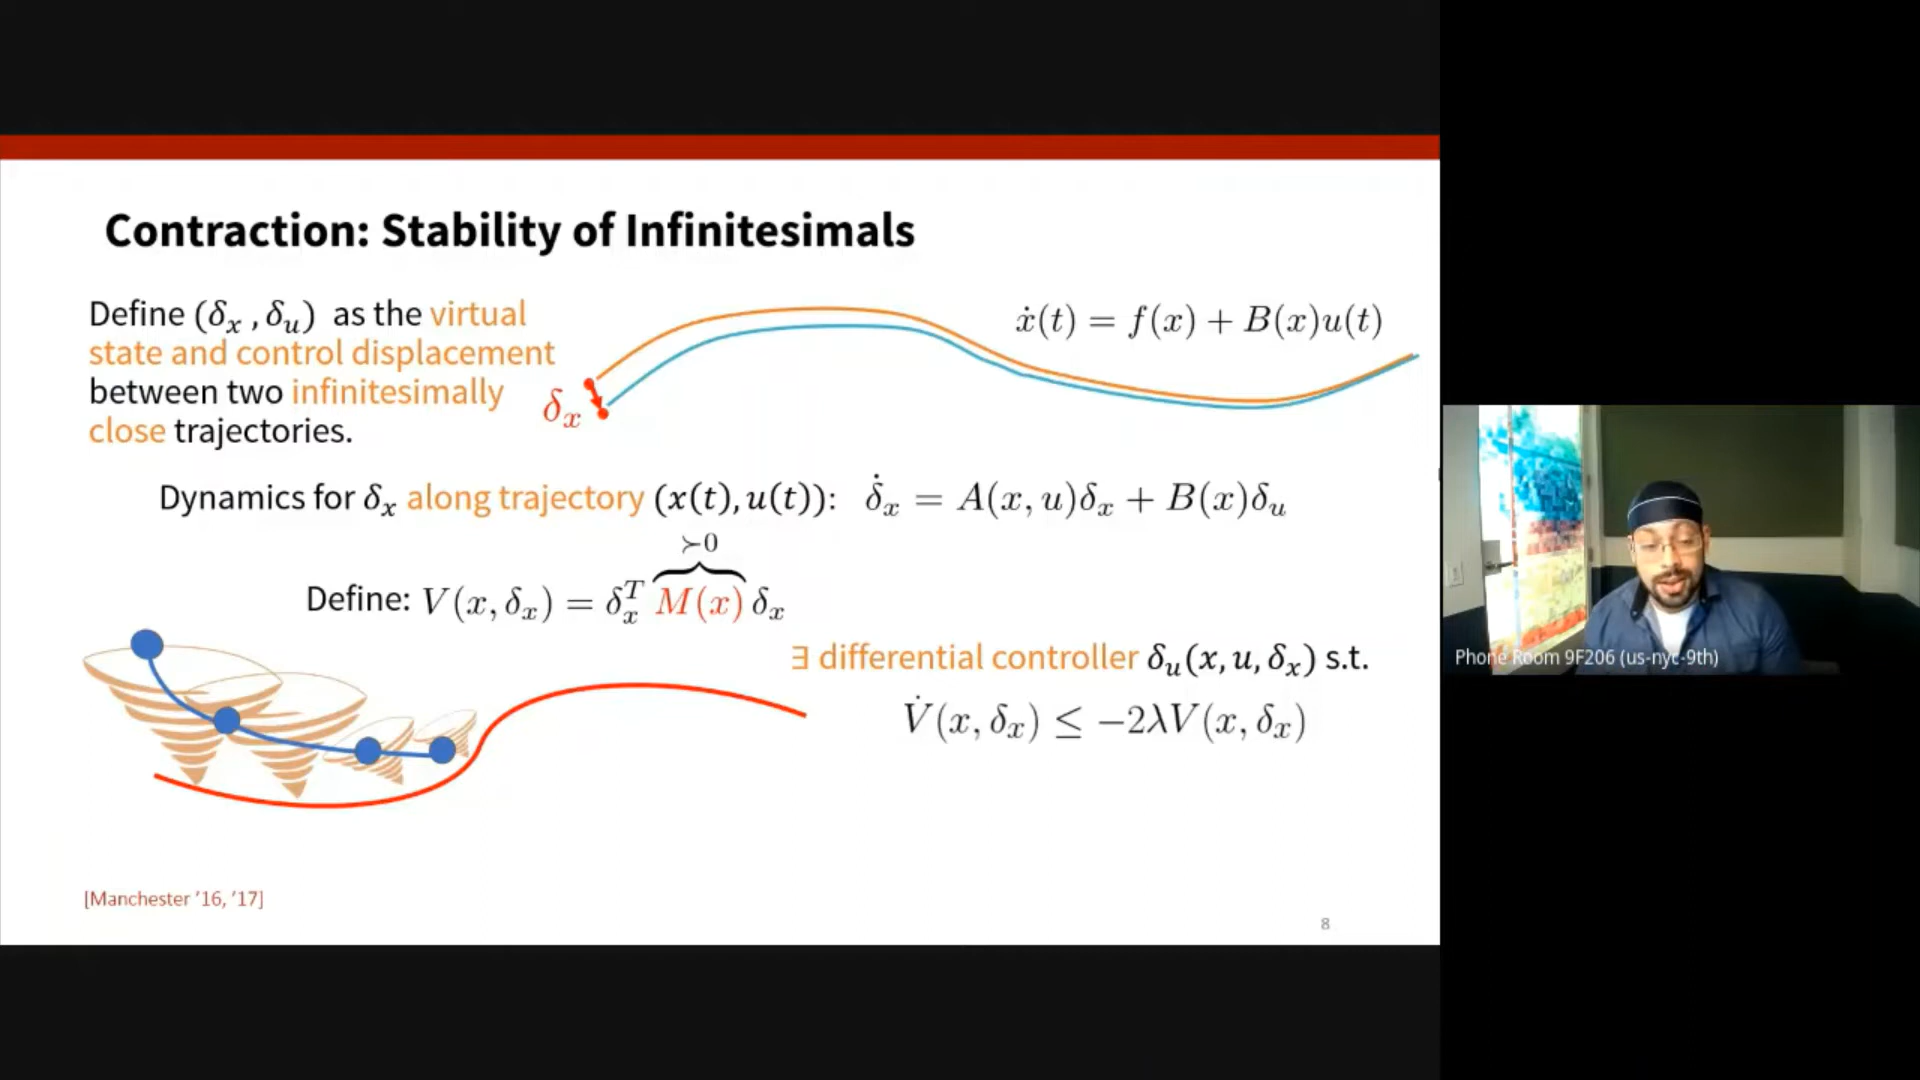 Contraction: Stability of Infinitesimals
Define (δₓ , δᵤ) as the virtual
state and control displacement
between two infinitesimally
close trajectories.
ẋ(t) = f(x) + B(x)u(t)
δₓ
Dynamics for δₓ along trajectory (x(t), u(t)): δ̇ₓ = A(x, u)δₓ + B(x)δᵤ
≻0
Define: V(x, δₓ) = δₓᵀ M(x) δₓ
∃ differential controller δᵤ(x, u, δₓ) s.t.
V̇(x, δₓ) ≤ −2λV(x, δₓ)
[Manchester '16, '17]
8
Phone Room 9F206 (us-nyc-9th)